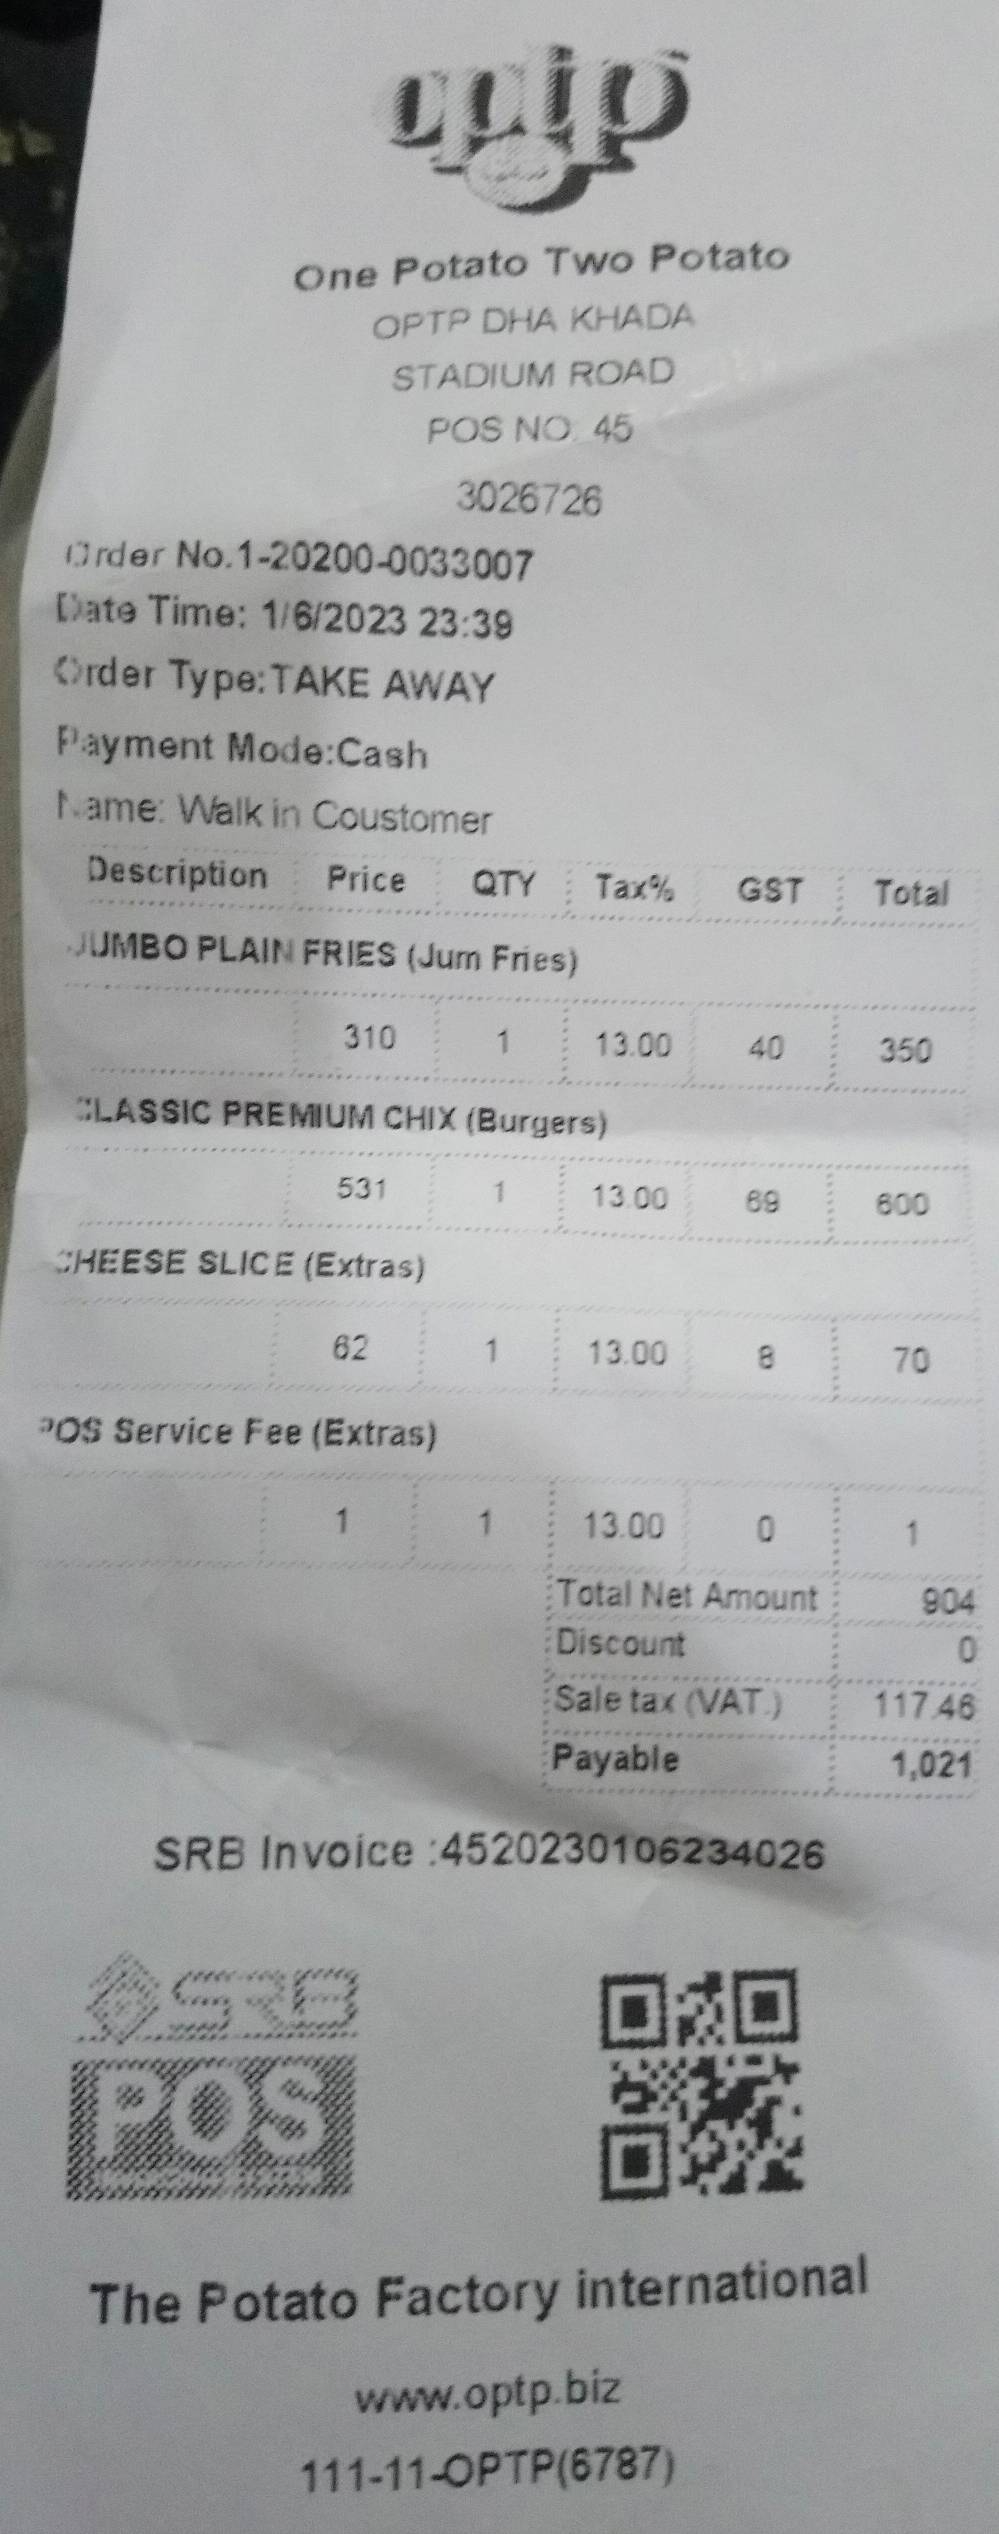 optp
One Potato Two Potato
OPTP DHA KHADA
STADIUM ROAD
POS NO. 45
3026726
Order No.1-20200-0033007
Date Time: 1/6/2023 23:39
Order Type:TAKE AWAY
Payment Mode:Cash
Name: Walk in Coustomer
Description Price QTY Tax% GST Total
JUMBO PLAIN FRIES (Jum Fries)
310 1 13.00 40 350
CLASSIC PREMIUM CHIX (Burgers)
531 1 13.00 69 600
CHEESE SLICE (Extras)
62 1 13.00 8 70
POS Service Fee (Extras)
1 1 13.00 0 1
Total Net Amount 904
Discount 0
Sale tax (VAT.) 117.46
Payable 1,021
SRB Invoice :4520230106234026
SRB
POS
The Potato Factory international
www.optp.biz
111-11-OPTP(6787)